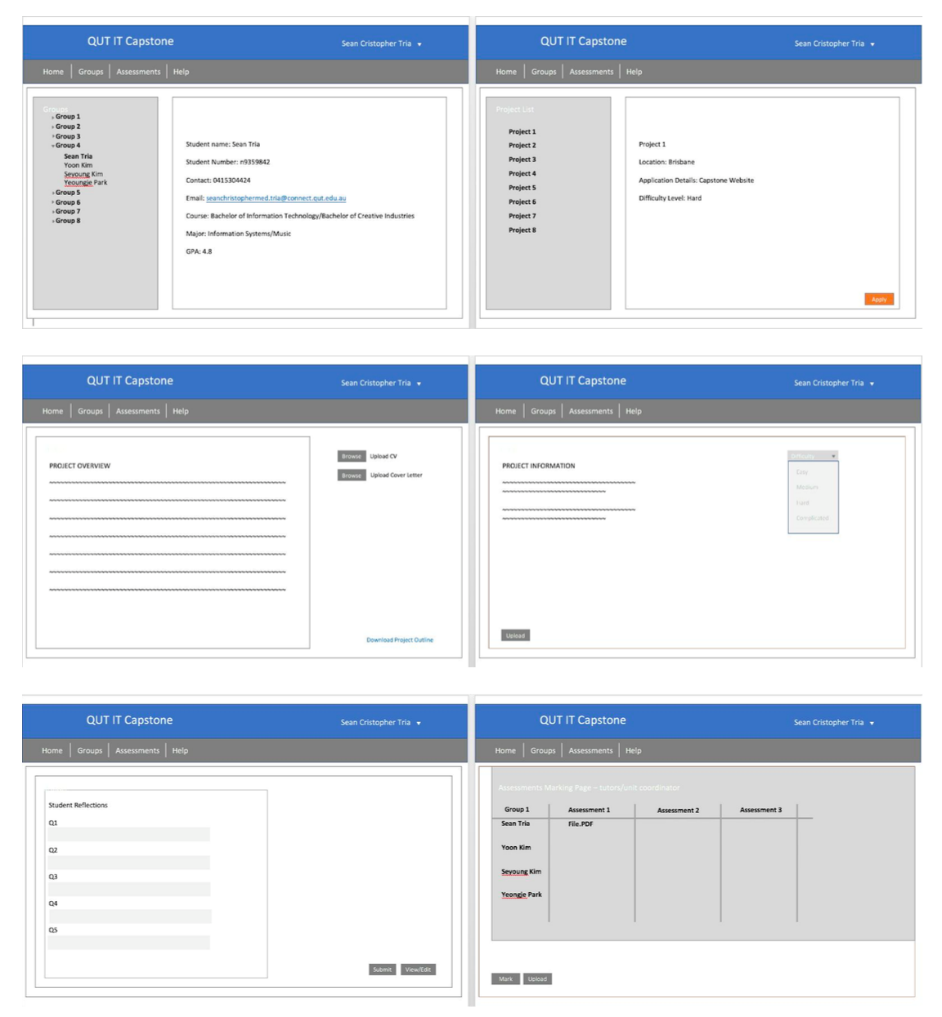 QUT IT Capstone
Sean Cristopher Tria
Home Groups Assessments Help
Groups
Group 1
Group 2
Group 3
Group 4
Sean Tria
Yoon Kim
Seyoung Kim
Yeoungje Park
Group 5
Group 6
Group 7
Group 8
Student name: Sean Tria
Student Number: n9359842
Contact: 0415304424
Email: seanchristophermed.tria@connect.qut.edu.au
Course: Bachelor of Information Technology/Bachelor of Creative Industries
Major: Information Systems/Music
GPA: 4.8
QUT IT Capstone
Sean Cristopher Tria
Home Groups Assessments Help
Project List
Project 1
Project 2
Project 3
Project 4
Project 5
Project 6
Project 7
Project 8
Project 1
Location: Brisbane
Application Details: Capstone Website
Difficulty Level: Hard
Apply
QUT IT Capstone
Sean Cristopher Tria
Home Groups Assessments Help
PROJECT OVERVIEW
Browse Upload CV
Browse Upload Cover Letter
Download Project Outline
QUT IT Capstone
Sean Cristopher Tria
Home Groups Assessments Help
PROJECT INFORMATION
Difficulty
Easy
Medium
Hard
Complicated
Upload
QUT IT Capstone
Sean Cristopher Tria
Home Groups Assessments Help
Student Reflections
Q1
Q2
Q3
Q4
Q5
Submit View/Edit
QUT IT Capstone
Sean Cristopher Tria
Home Groups Assessments Help
Assessments Marking Page – tutors/unit coordinator
Group 1 Assessment 1 Assessment 2 Assessment 3
Sean Tria File.PDF
Yoon Kim
Seyoung Kim
Yeongje Park
Mark Upload